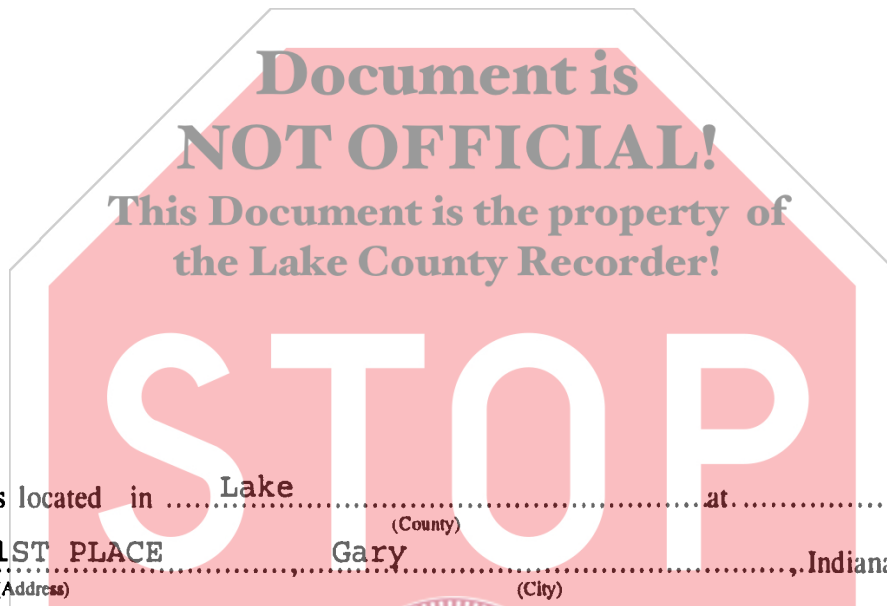 Document is
NOT OFFICIAL!
This Document is the property of
the Lake County Recorder!
STOP
located in Lake at
(County)
1ST PLACE, Gary, Indiana
(Address) (City)